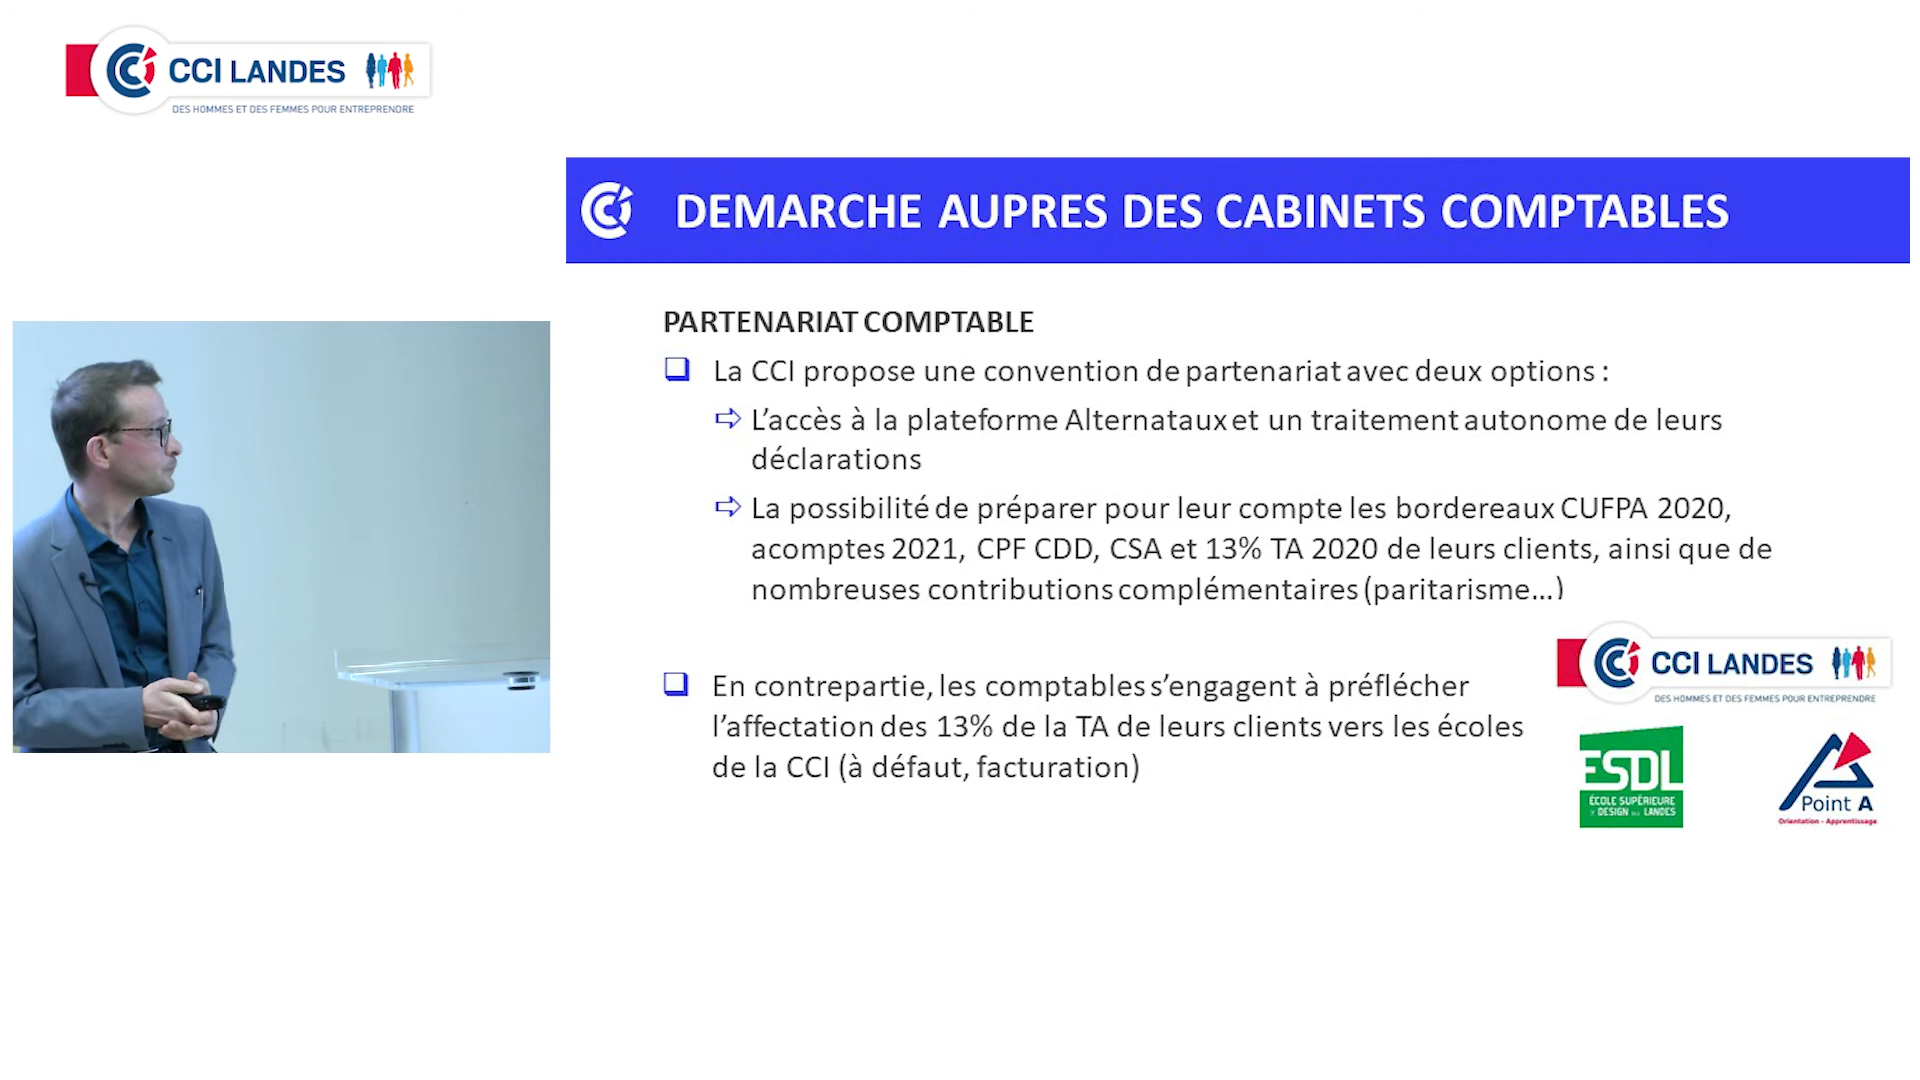 CCI LANDES
DES HOMMES ET DES FEMMES POUR ENTREPRENDRE
DEMARCHE AUPRES DES CABINETS COMPTABLES
PARTENARIAT COMPTABLE
La CCI propose une convention de partenariat avec deux options :
L'accès à la plateforme Alternataux et un traitement autonome de leurs
déclarations
La possibilité de préparer pour leur compte les bordereaux CUFPA 2020,
acomptes 2021, CPF CDD, CSA et 13% TA 2020 de leurs clients, ainsi que de
nombreuses contributions complémentaires (paritarisme...)
En contrepartie, les comptables s'engagent à préflécher
l'affectation des 13% de la TA de leurs clients vers les écoles
de la CCI (à défaut, facturation)
CCI LANDES
DES HOMMES ET DES FEMMES POUR ENTREPRENDRE
ESDL
ÉCOLE SUPÉRIEURE
DE DESIGN DES LANDES
Point A
Orientation - Apprentissage